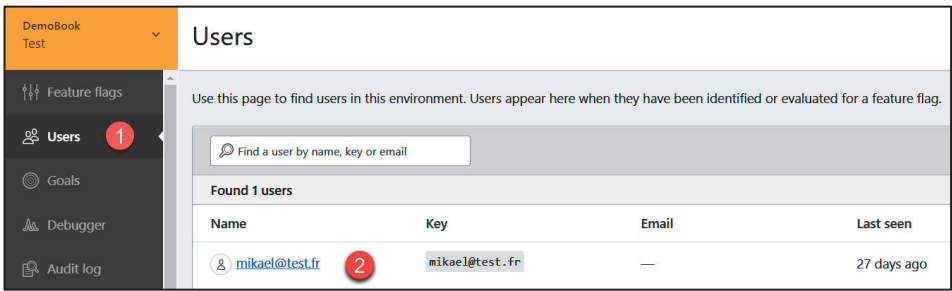 DemoBook
Test
Users
Feature flags
Use this page to find users in this environment. Users appear here when they have been identified or evaluated for a feature flag.
Users 1
Find a user by name, key or email
Goals
Found 1 users
Debugger
Name Key Email Last seen
Audit log
mikael@test.fr 2 mikael@test.fr — 27 days ago